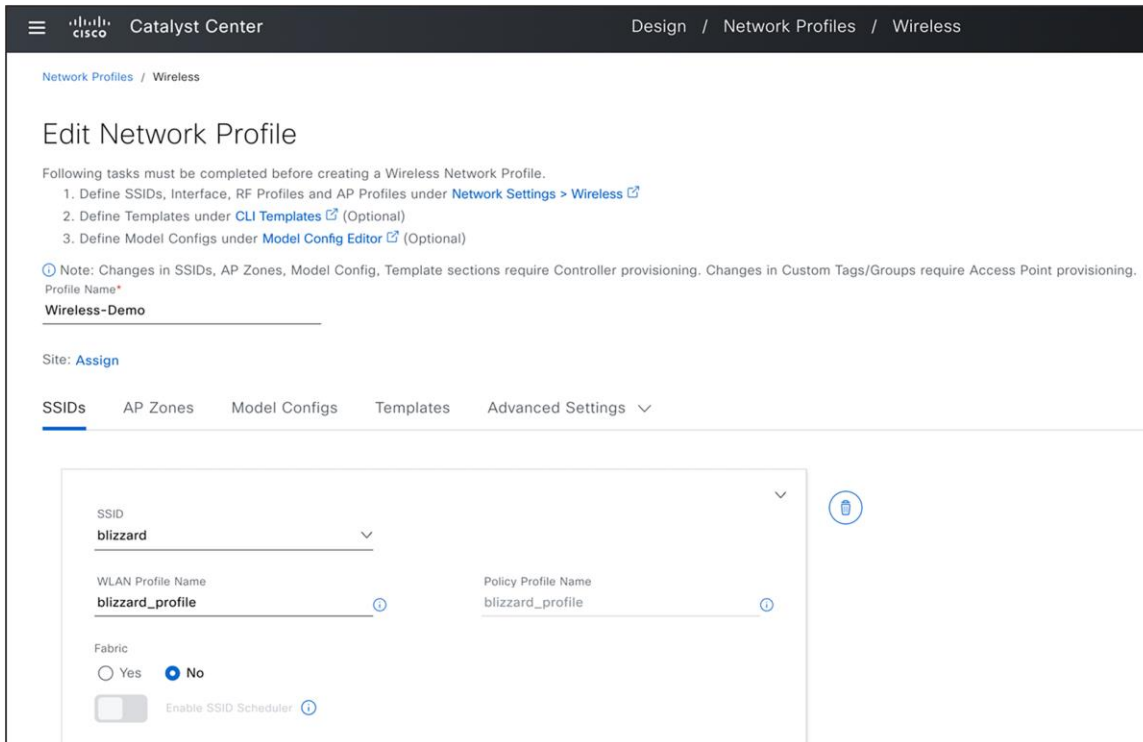 cisco Catalyst Center Design / Network Profiles / Wireless
Network Profiles / Wireless
Edit Network Profile
Following tasks must be completed before creating a Wireless Network Profile.
1. Define SSIDs, Interface, RF Profiles and AP Profiles under Network Settings > Wireless
2. Define Templates under CLI Templates (Optional)
3. Define Model Configs under Model Config Editor (Optional)
Note: Changes in SSIDs, AP Zones, Model Config, Template sections require Controller provisioning. Changes in Custom Tags/Groups require Access Point provisioning.
Profile Name*
Wireless-Demo
Site: Assign
SSIDs AP Zones Model Configs Templates Advanced Settings
SSID
blizzard
WLAN Profile Name Policy Profile Name
blizzard_profile blizzard_profile
Fabric
Yes No
Enable SSID Scheduler